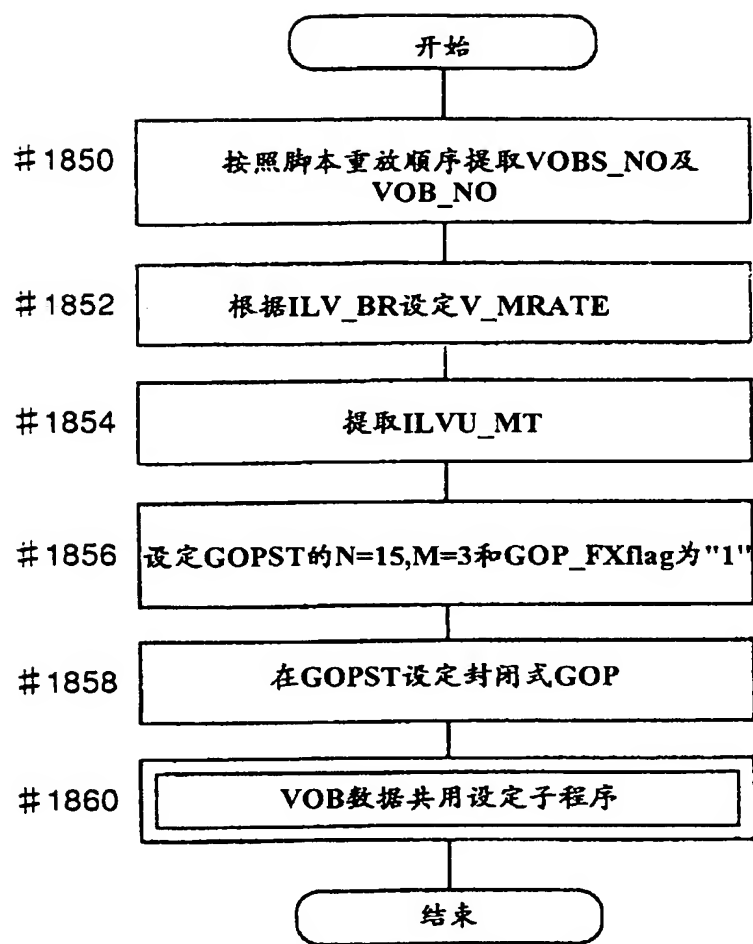 开始
#1850
按照脚本重放顺序提取VOBS_NO及
VOB_NO
#1852
根据ILV_BR设定V_MRATE
#1854
提取ILVU_MT
#1856
设定GOPST的N=15,M=3和GOP_FXflag为"1"
#1858
在GOPST设定封闭式GOP
#1860
VOB数据共用设定子程序
结束